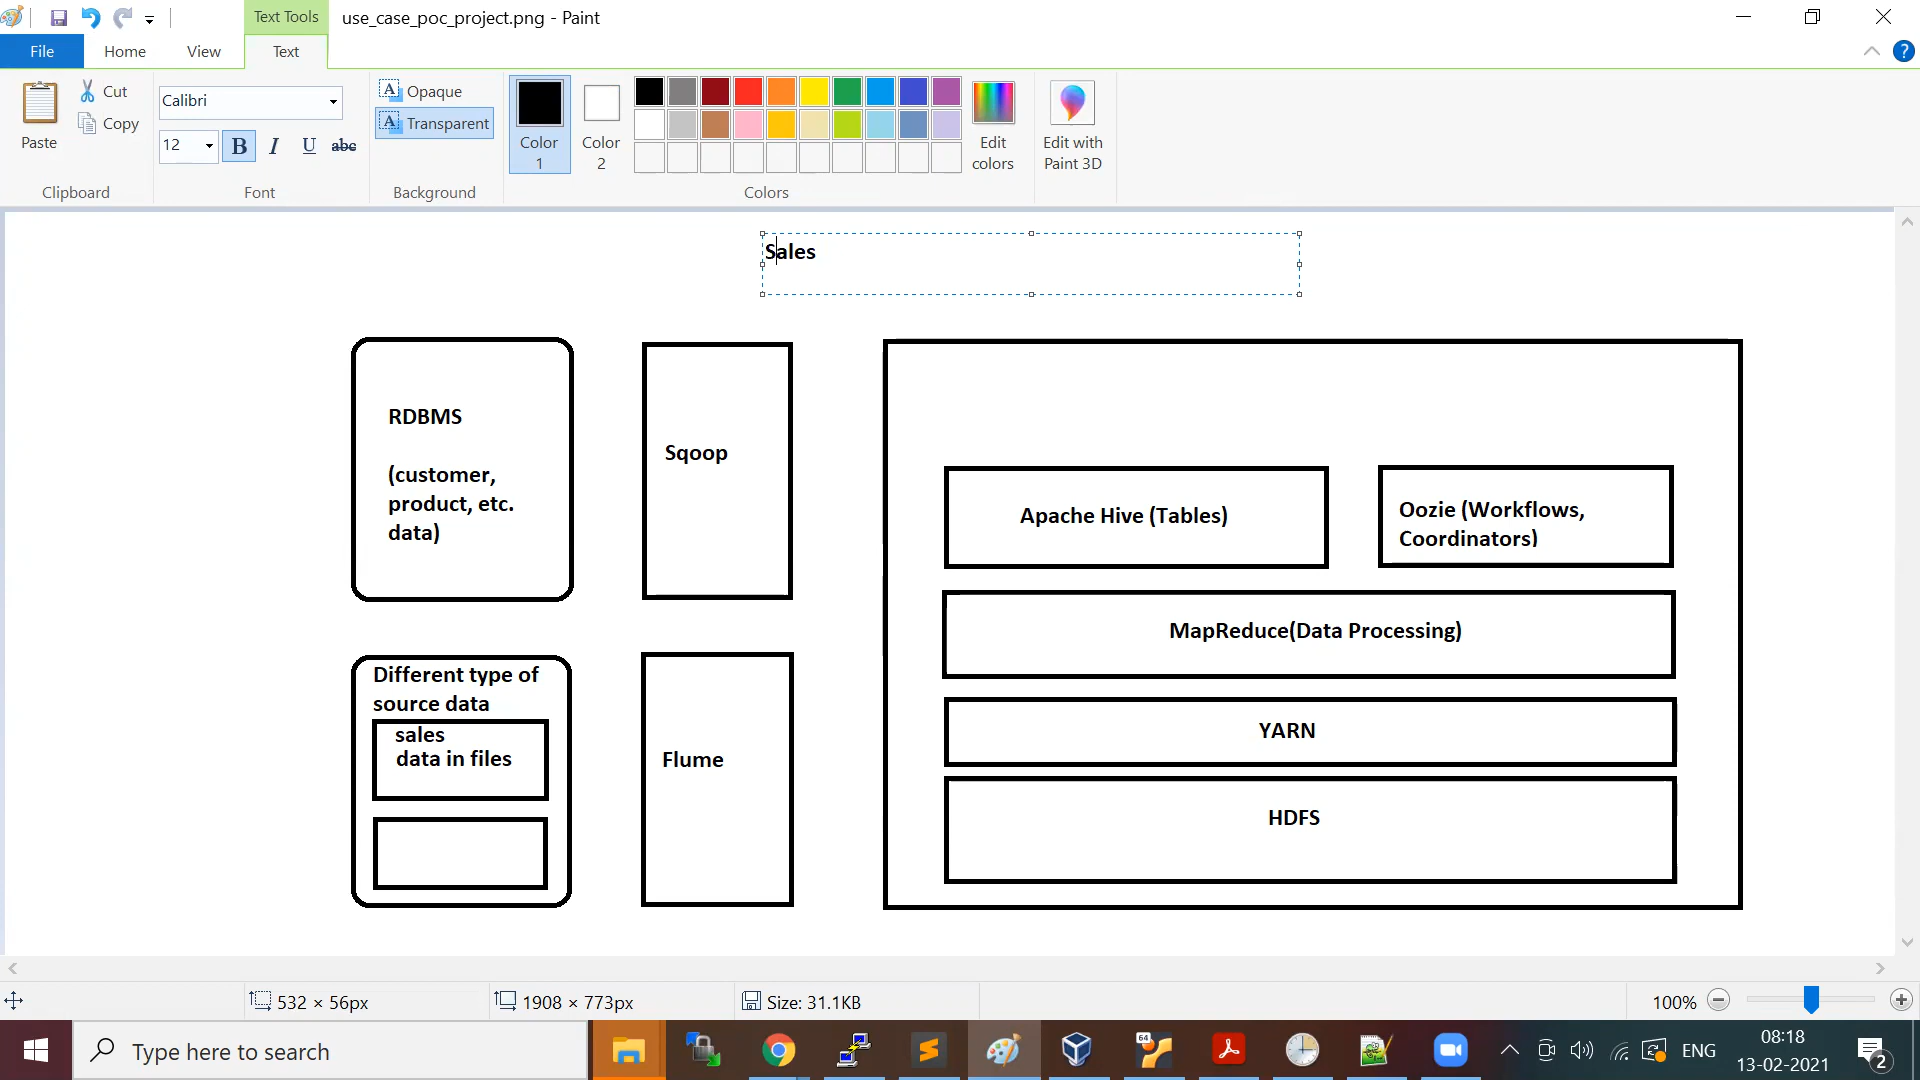 Text Tools
use_case_poc_project.png - Paint
File
Home
View
Text
?
Paste
Cut
Copy
Clipboard
Calibri
12
B
I
U
abc
Font
A
Opaque
A
Transparent
Background
Color
1
Color
2
Colors
Edit
colors
Edit with
Paint 3D
Sales
RDBMS
(customer,
product, etc.
data)
Sqoop
Apache Hive (Tables)
Oozie (Workflows,
Coordinators)
MapReduce(Data Processing)
Different type of
source data
sales
data in files
Flume
YARN
HDFS
532 × 56px
1908 × 773px
Size: 31.1KB
100%
Type here to search
64
ENG
08:18
13-02-2021
2